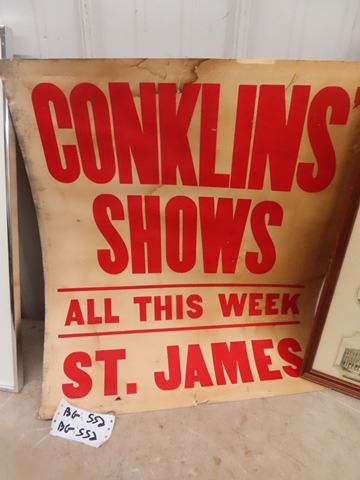 CONKLINS'
SHOWS
ALL THIS WEEK
ST. JAMES
BG 552
BG 552